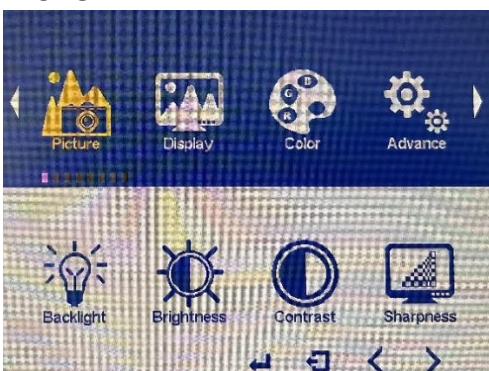 Picture Display Color Advance
B
G
R
Backlight Brightness Contrast Sharpness